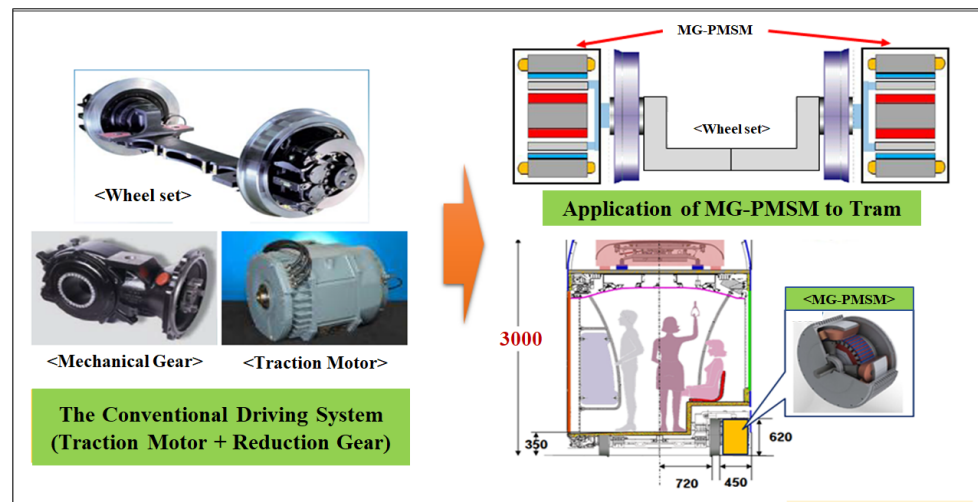 <Wheel set>
<Mechanical Gear>
<Traction Motor>
The Conventional Driving System
(Traction Motor + Reduction Gear)
MG-PMSM
<Wheel set>
Application of MG-PMSM to Tram
3000
<MG-PMSM>
350
620
720
450